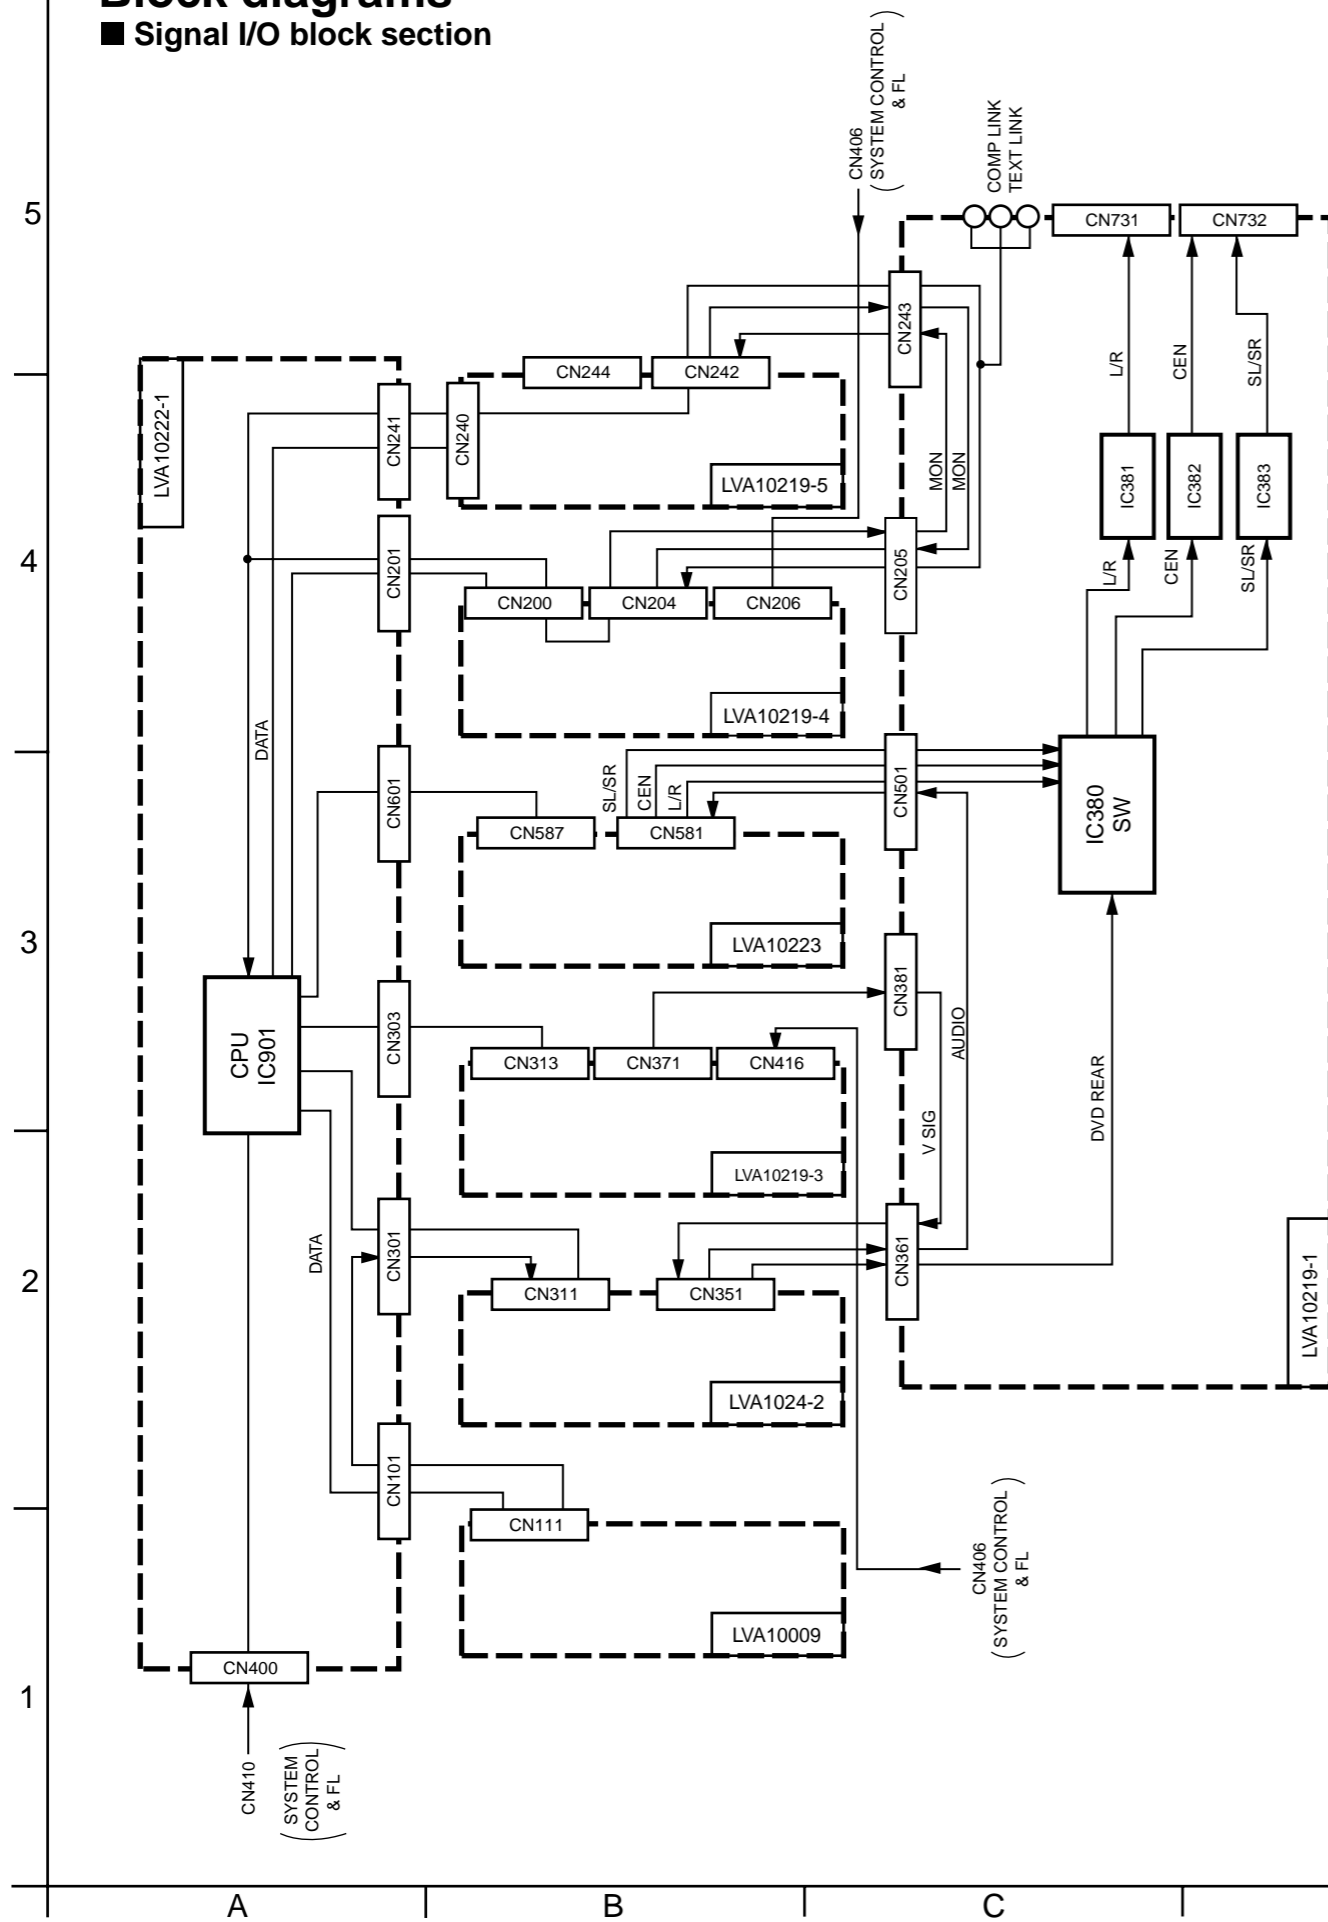 Block diagrams
■ Signal I/O block section
CN406
(SYSTEM CONTROL
& FL)
COMP LINK
TEXT LINK
5
CN731
CN732
CN243
CN244
CN242
L/R
CEN
SL/SR
LVA10222-1
CN241
CN240
MON
MON
IC381
IC382
IC383
LVA10219-5
4
CN201
CN205
CN200
CN204
CN206
L/R
CEN
SL/SR
LVA10219-4
DATA
CN601
SL/SR
CEN
L/R
CN501
IC380
SW
CN587
CN581
3
LVA10223
CN381
CPU
IC901
CN303
CN313
CN371
CN416
AUDIO
V SIG
DVD REAR
LVA10219-3
2
DATA
CN301
CN361
CN311
CN351
LVA10219-1
LVA1024-2
CN101
CN111
CN406
(SYSTEM CONTROL
& FL)
LVA10009
CN400
1
CN410
(SYSTEM
CONTROL
& FL)
A
B
C